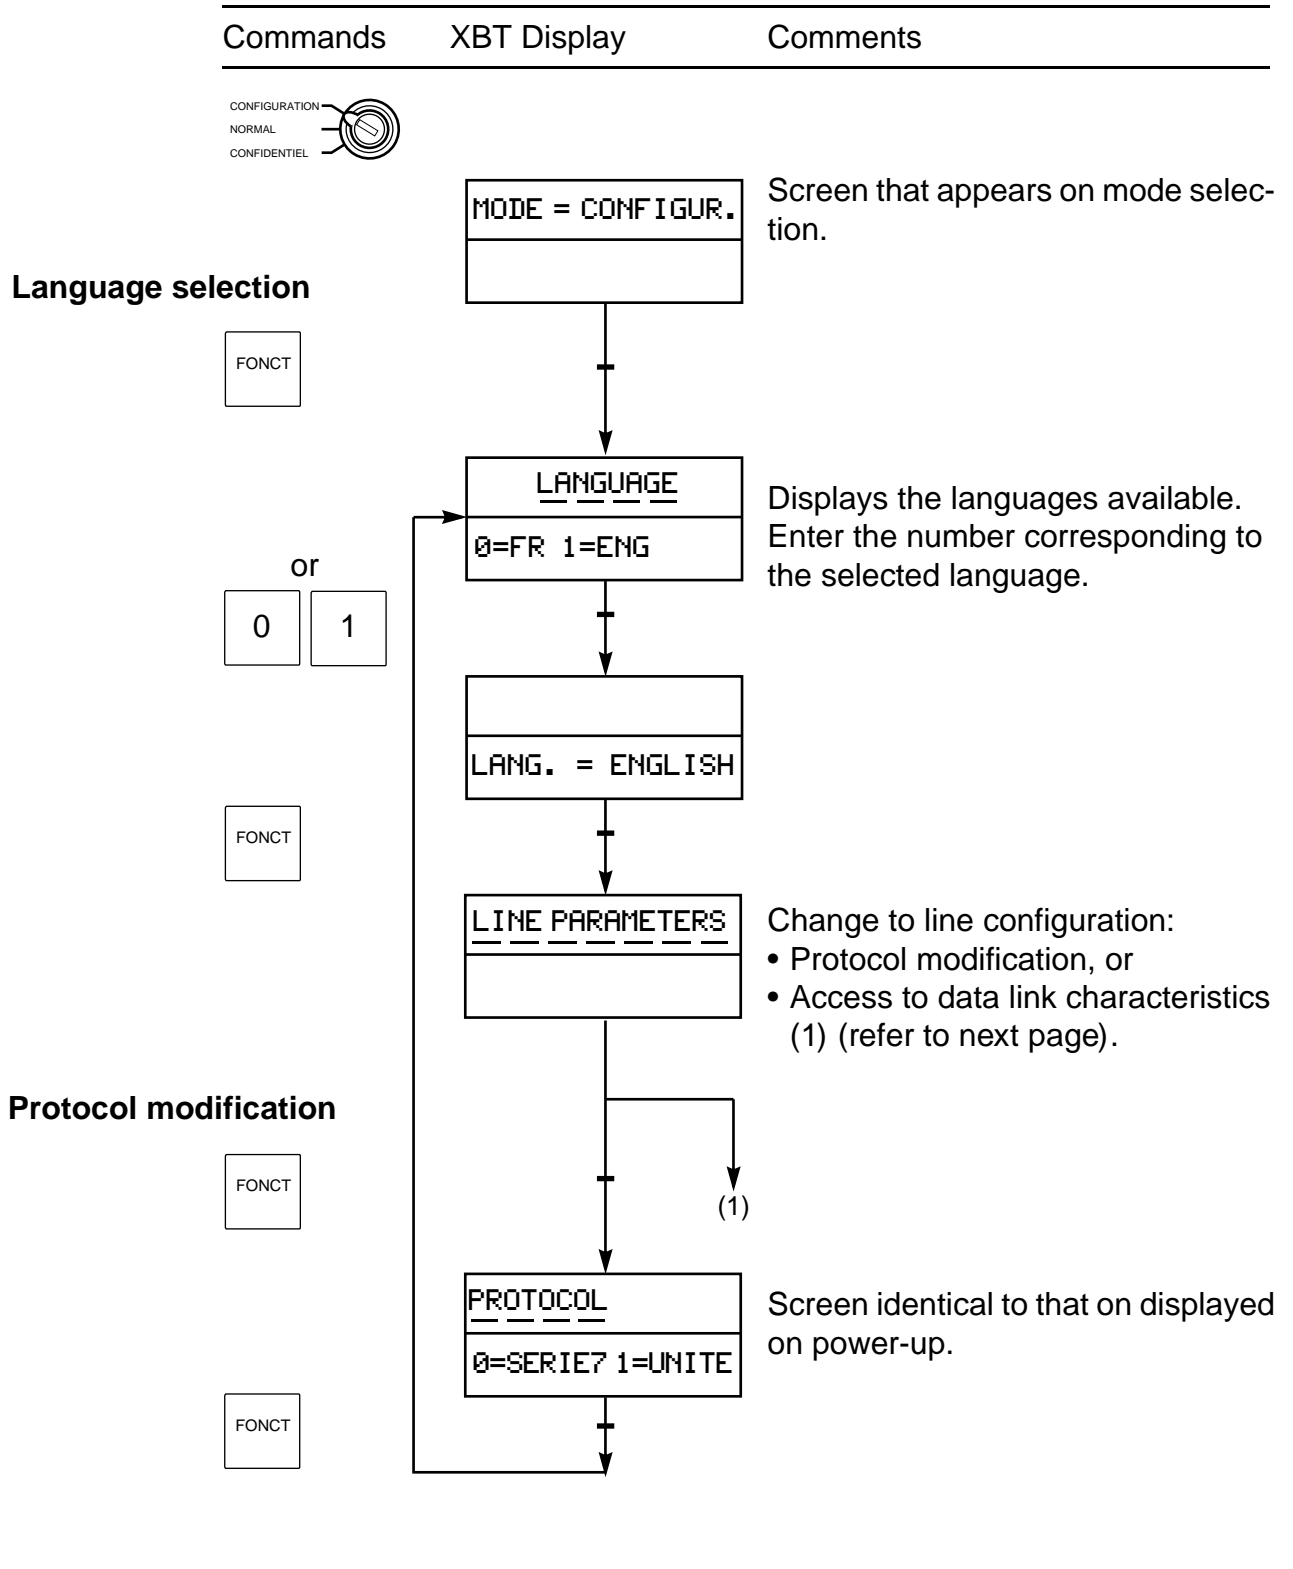 Commands XBT Display Comments
CONFIGURATION
NORMAL
CONFIDENTIEL
MODE = CONFIGUR.
Screen that appears on mode selec-
tion.
Language selection
FONCT
LANGUAGE
0=FR 1=ENG
Displays the languages available.
Enter the number corresponding to
the selected language.
or
0 1
LANG. = ENGLISH
FONCT
LINE PARAMETERS
Change to line configuration:
• Protocol modification, or
• Access to data link characteristics
(1) (refer to next page).
Protocol modification
FONCT
(1)
PROTOCOL
0=SERIE7 1=UNITE
Screen identical to that on displayed
on power-up.
FONCT